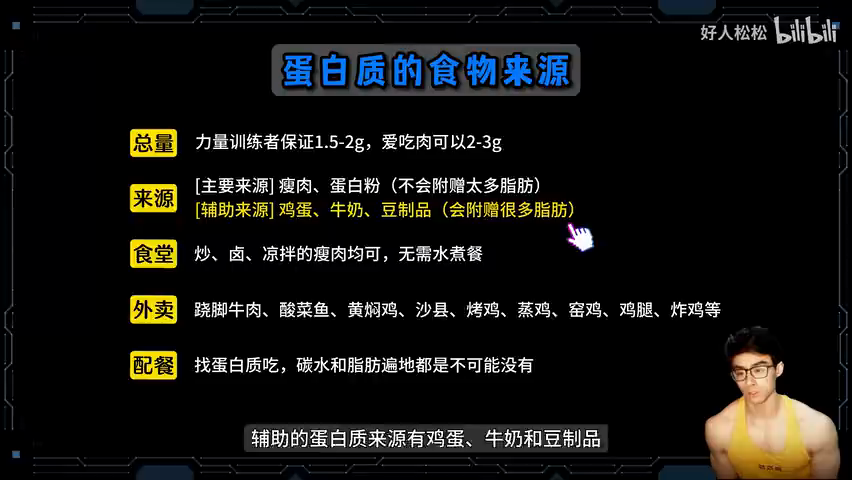 好人松松 bilibili
蛋白质的食物来源
总量 力量训练者保证1.5-2g，爱吃肉可以2-3g
来源 [主要来源] 瘦肉、蛋白粉（不会附赠太多脂肪）
[辅助来源] 鸡蛋、牛奶、豆制品（会附赠很多脂肪）
食堂 炒、卤、凉拌的瘦肉均可，无需水煮餐
外卖 跷脚牛肉、酸菜鱼、黄焖鸡、沙县、烤鸡、蒸鸡、窑鸡、鸡腿、炸鸡等
配餐 找蛋白质吃，碳水和脂肪遍地都是不可能没有
辅助的蛋白质来源有鸡蛋、牛奶和豆制品